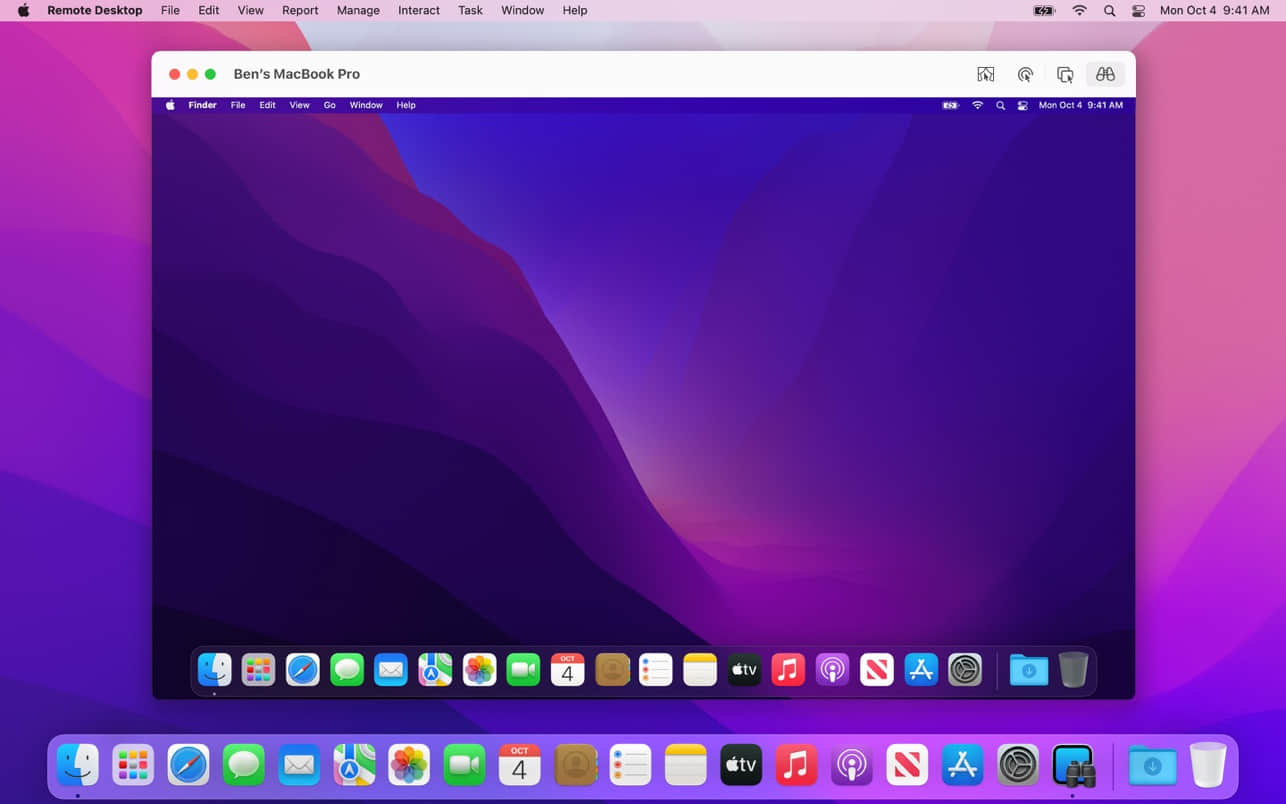 Remote Desktop File Edit View Report Manage Interact Task Window Help Mon Oct 4 9:41 AM
Ben's MacBook Pro
Finder File Edit View Go Window Help Mon Oct 4 9:41 AM
OCT
4
tv
OCT
4
tv